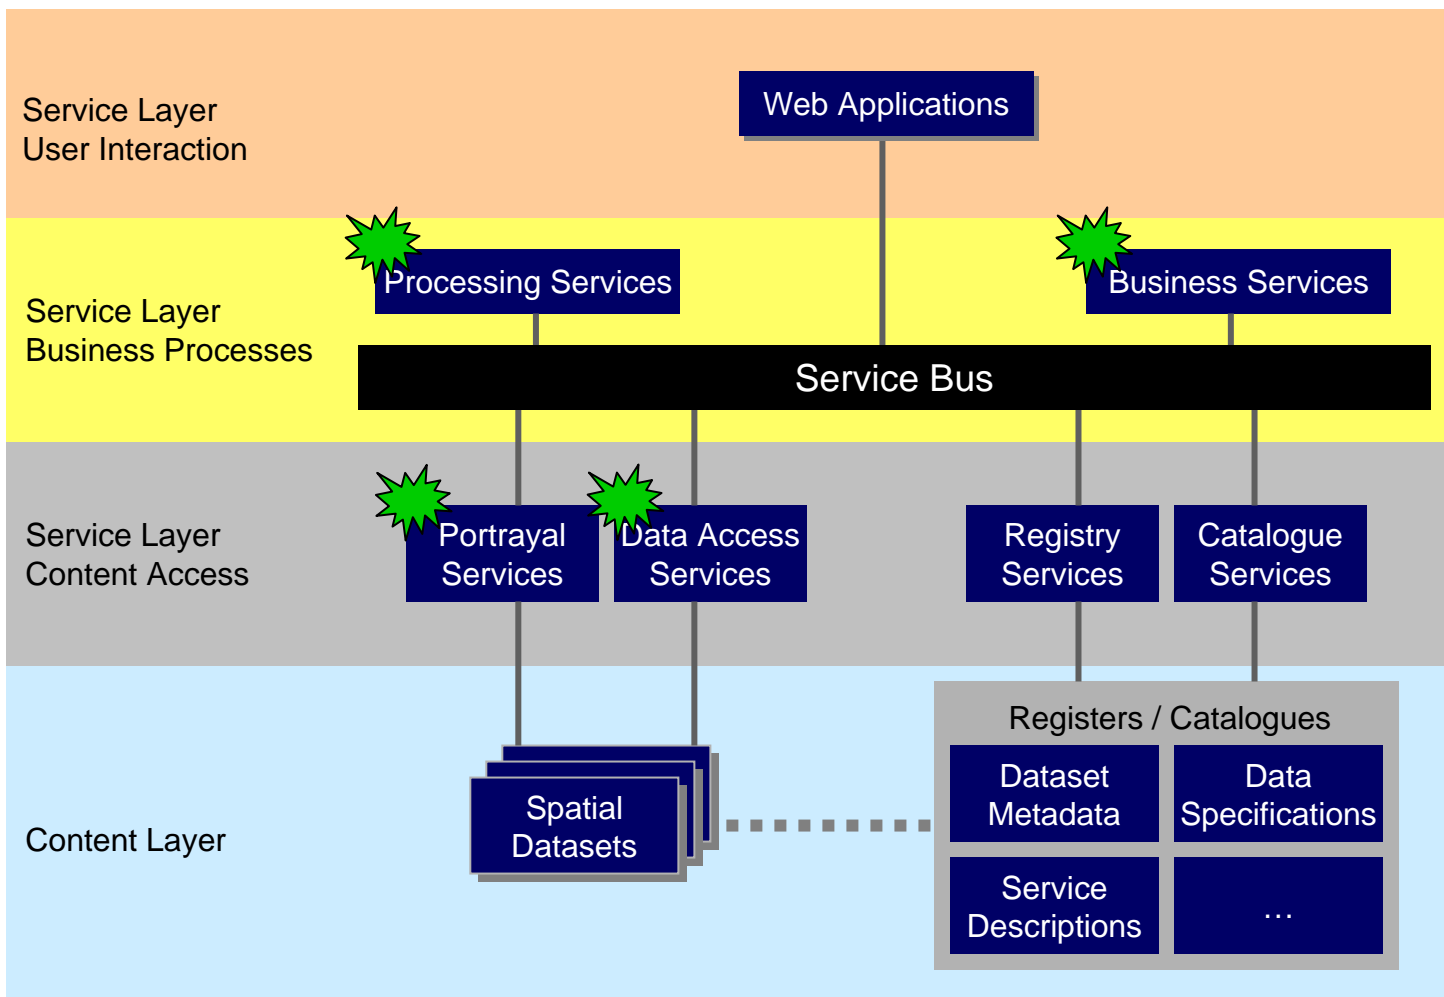 Service Layer
User Interaction
Web Applications
Service Layer
Business Processes
Processing Services
Business Services
Service Bus
Service Layer
Content Access
Portrayal
Services
Data Access
Services
Registry
Services
Catalogue
Services
Content Layer
Spatial
Datasets
Registers / Catalogues
Dataset
Metadata
Data
Specifications
Service
Descriptions
...